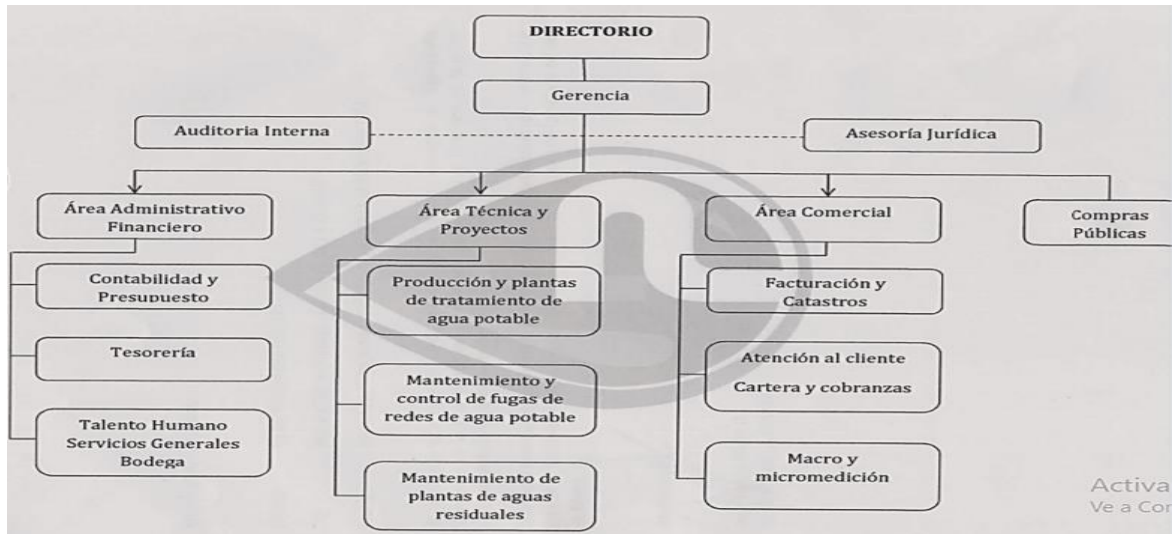 DIRECTORIO
Gerencia
Auditoria Interna
Asesoría Jurídica
Área Administrativo
Financiero
Área Técnica y
Proyectos
Área Comercial
Compras
Públicas
Contabilidad y
Presupuesto
Tesorería
Talento Humano
Servicios Generales
Bodega
Producción y plantas
de tratamiento de
agua potable
Mantenimiento y
control de fugas de
redes de agua potable
Mantenimiento de
plantas de aguas
residuales
Facturación y
Catastros
Atención al cliente
Cartera y cobranzas
Macro y
micromedición
Activa
Ve a Con